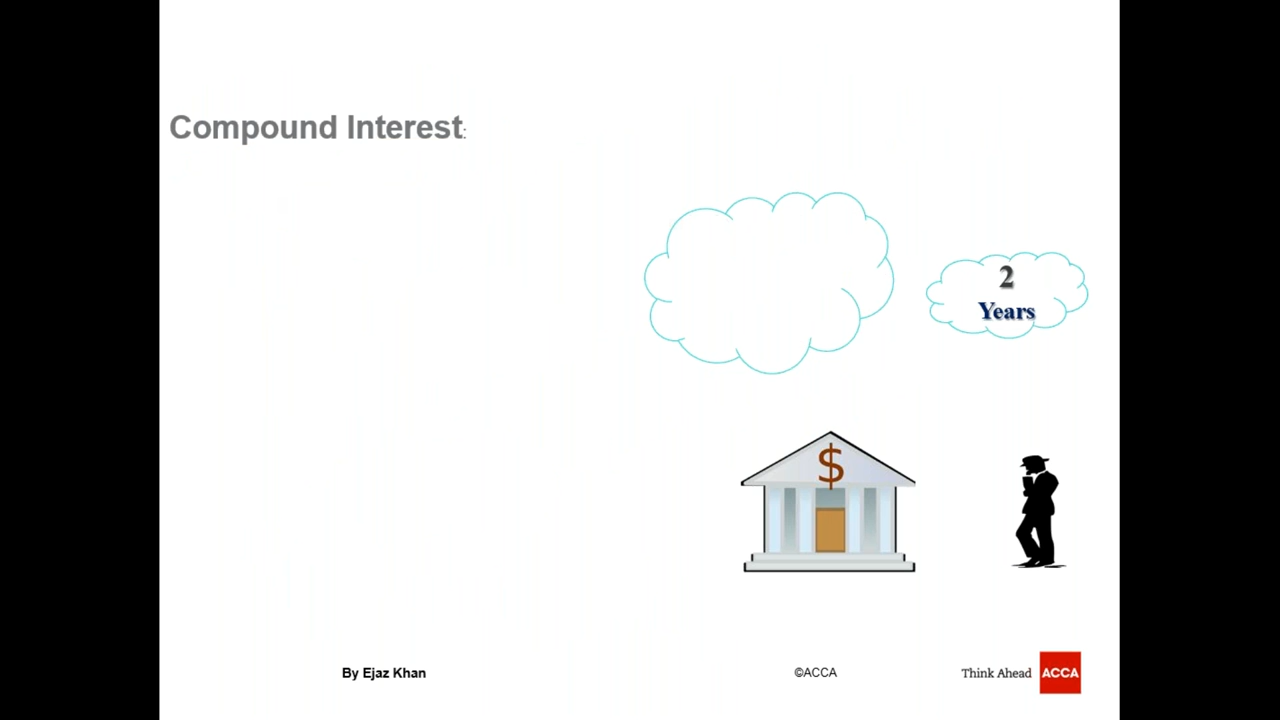 Compound Interest:
2
Years
$
By Ejaz Khan
©ACCA
Think Ahead
ACCA